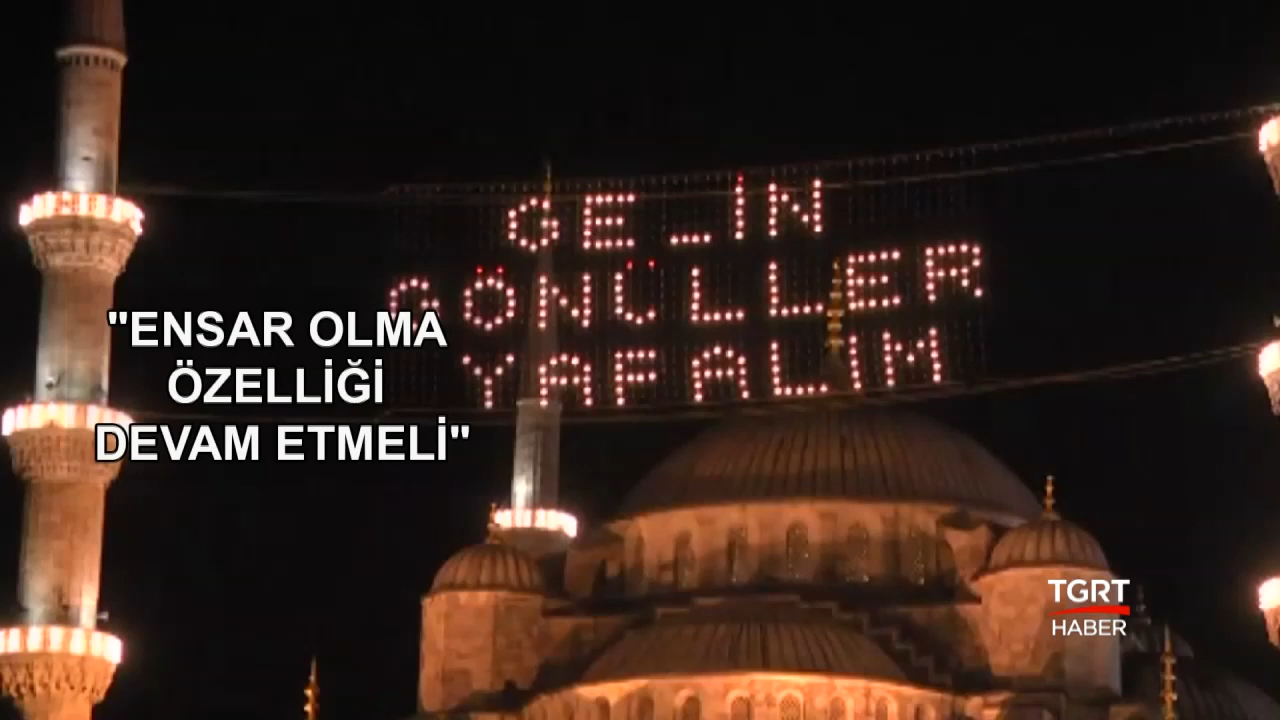 GELİN
GÖNÜLLER
YAPALIM
"ENSAR OLMA
ÖZELLİĞİ
DEVAM ETMELİ"
TGRT
HABER